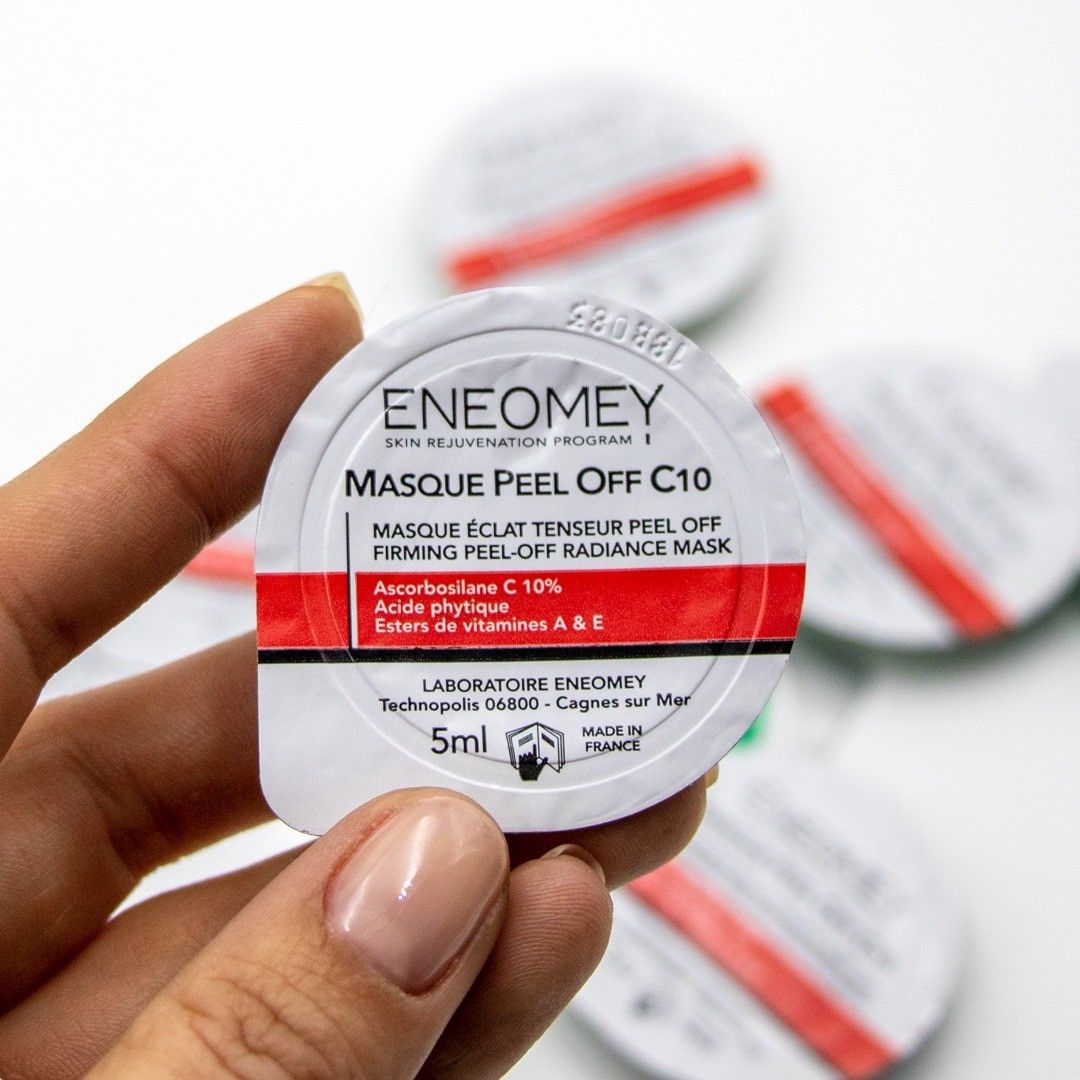 ENEOMEY
SKIN REJUVENATION PROGRAM
MASQUE PEEL OFF C10
MASQUE ÉCLAT TENSEUR PEEL OFF
FIRMING PEEL-OFF RADIANCE MASK
Ascorbosilane C 10%
Acide phytique
Esters de vitamines A & E
LABORATOIRE ENEOMEY
Technopolis 06800 - Cagnes sur Mer
5ml
MADE IN
FRANCE